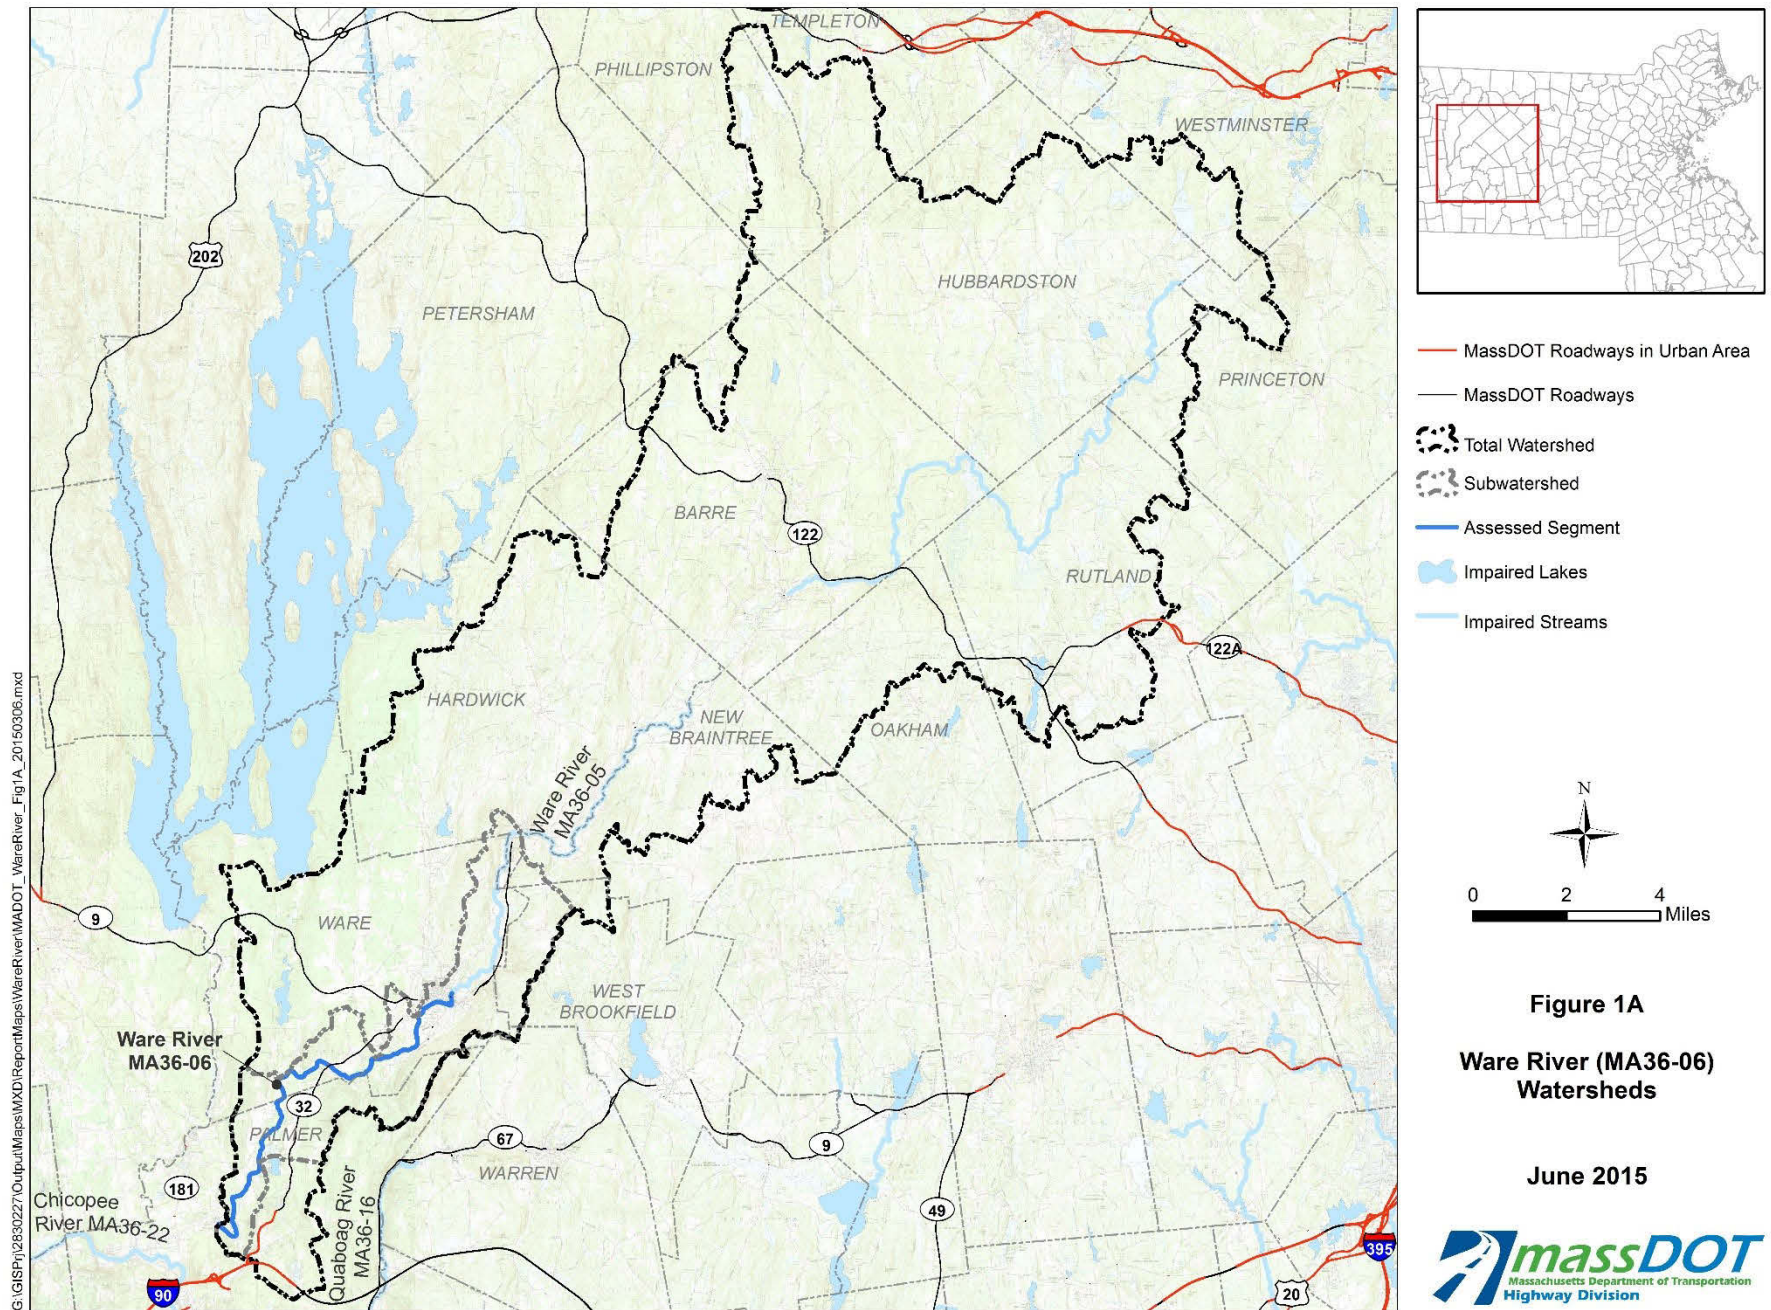 TEMPLETON
PHILLIPSTON
WESTMINSTER
202
HUBBARDSTON
PETERSHAM
PRINCETON
BARRE
122
RUTLAND
122A
HARDWICK
NEW
BRAINTREE
OAKHAM
Ware River
MA36-05
9
WARE
WEST
BROOKFIELD
Ware River
MA36-06
32
PALMER
67
9
WARREN
181
Chicopee
River MA36-22
Quaboag River
MA36-16
49
395
90
20
G:\GISPrj\2830227\Output\Maps\MXD\ReportMaps\WareRiver\MADOT_WareRiver_Fig1A_20150306.mxd
MassDOT Roadways in Urban Area
MassDOT Roadways
Total Watershed
Subwatershed
Assessed Segment
Impaired Lakes
Impaired Streams
N
0 2 4
Miles
Figure 1A
Ware River (MA36-06)
Watersheds
June 2015
massDOT
Massachusetts Department of Transportation
Highway Division